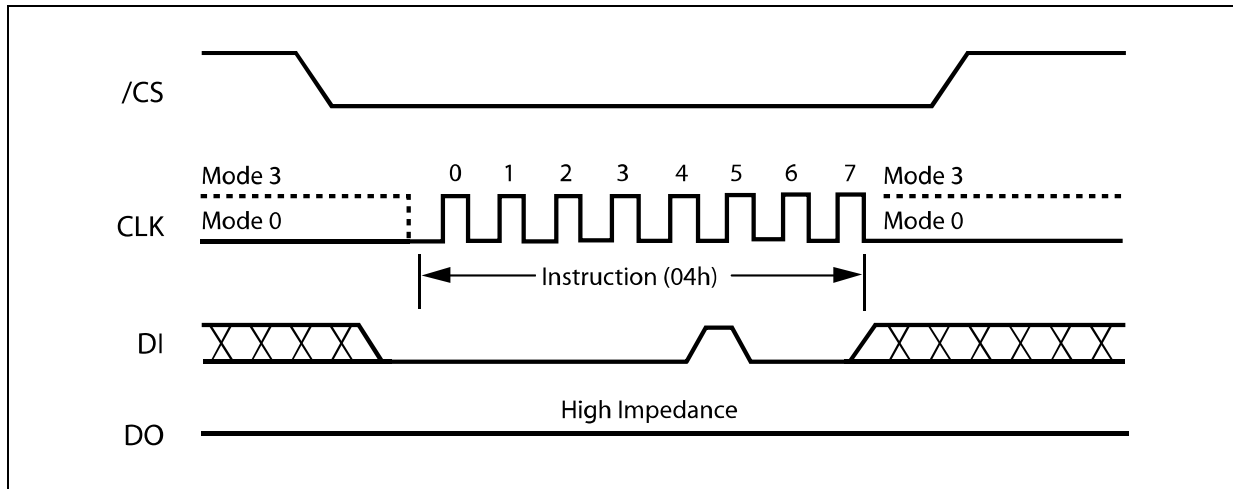 /CS
Mode 3
0 1 2 3 4 5 6 7
Mode 3
CLK
Mode 0
Mode 0
Instruction (04h)
DI
High Impedance
DO